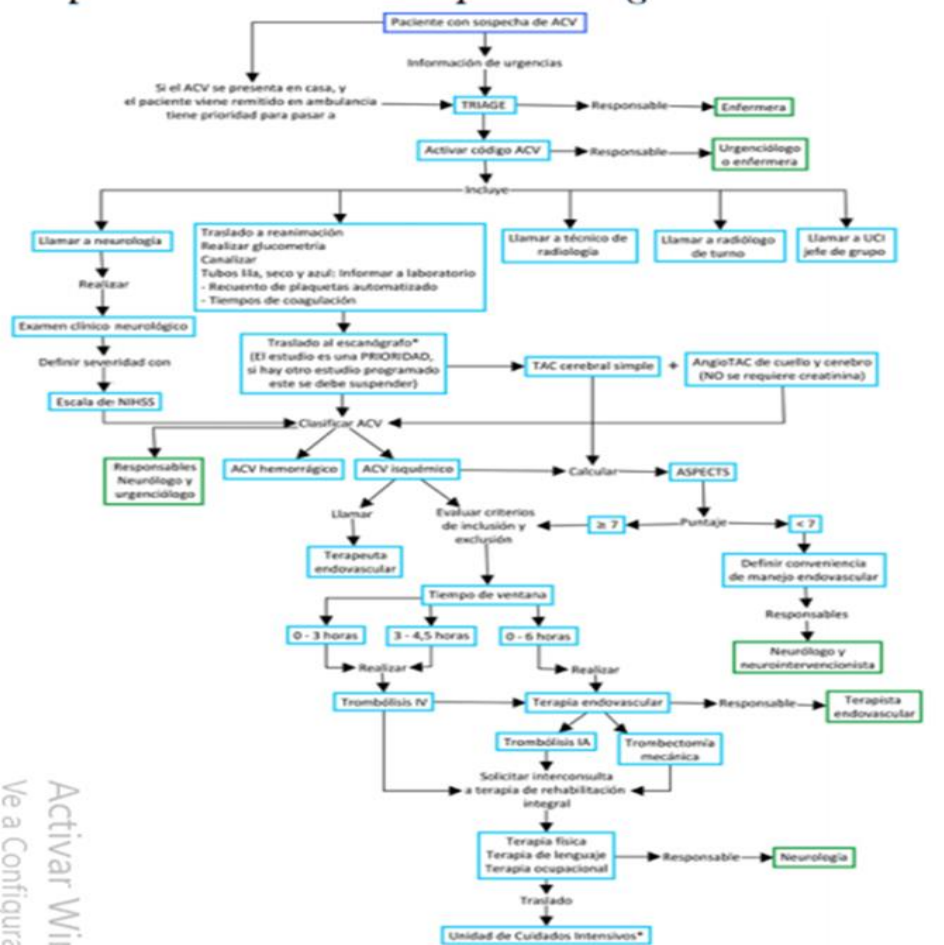 Paciente con sospecha de ACV
Información de urgencias
Si el ACV se presenta en casa, y
el paciente viene remitido en ambulancia
tiene prioridad para pasar a
TRIAGE
Responsable
Enfermera
Activar código ACV
Responsable
Urgenciólogo
o enfermera
Incluye
Llamar a neurología
Traslado a reanimación
Realizar glucometría
Canalizar
Tubos lila, seco y azul: Informar a laboratorio
- Recuento de plaquetas automatizado
- Tiempos de coagulación
Llamar a técnico de
radiología
Llamar a radiólogo
de turno
Llamar a UCI
jefe de grupo
Realizar
Examen clínico neurológico
Definir severidad con
Escala de NIHSS
Traslado al escanógrafo*
(El estudio es una PRIORIDAD,
si hay otro estudio programado
este se debe suspender)
TAC cerebral simple
+
AngioTAC de cuello y cerebro
(NO se requiere creatinina)
Clasificar ACV
Responsables
Neurólogo y
urgenciólogo
ACV hemorrágico
ACV isquémico
Calcular
ASPECTS
Llamar
Terapeuta
endovascular
Evaluar criterios
de inclusión y
exclusión
≥ 7
Puntaje
< 7
Definir conveniencia
de manejo endovascular
Responsables
Neurólogo y
neurointervencionista
Tiempo de ventana
0 - 3 horas
3 - 4,5 horas
0 - 6 horas
Realizar
Realizar
Trombólisis IV
Terapia endovascular
Responsable
Terapista
endovascular
Trombólisis IA
Trombectomía
mecánica
Solicitar interconsulta
a terapia de rehabilitación
integral
Terapia física
Terapia de lenguaje
Terapia ocupacional
Responsable
Neurología
Traslado
Unidad de Cuidados Intensivos*
Activar Wi
Ve a Configura